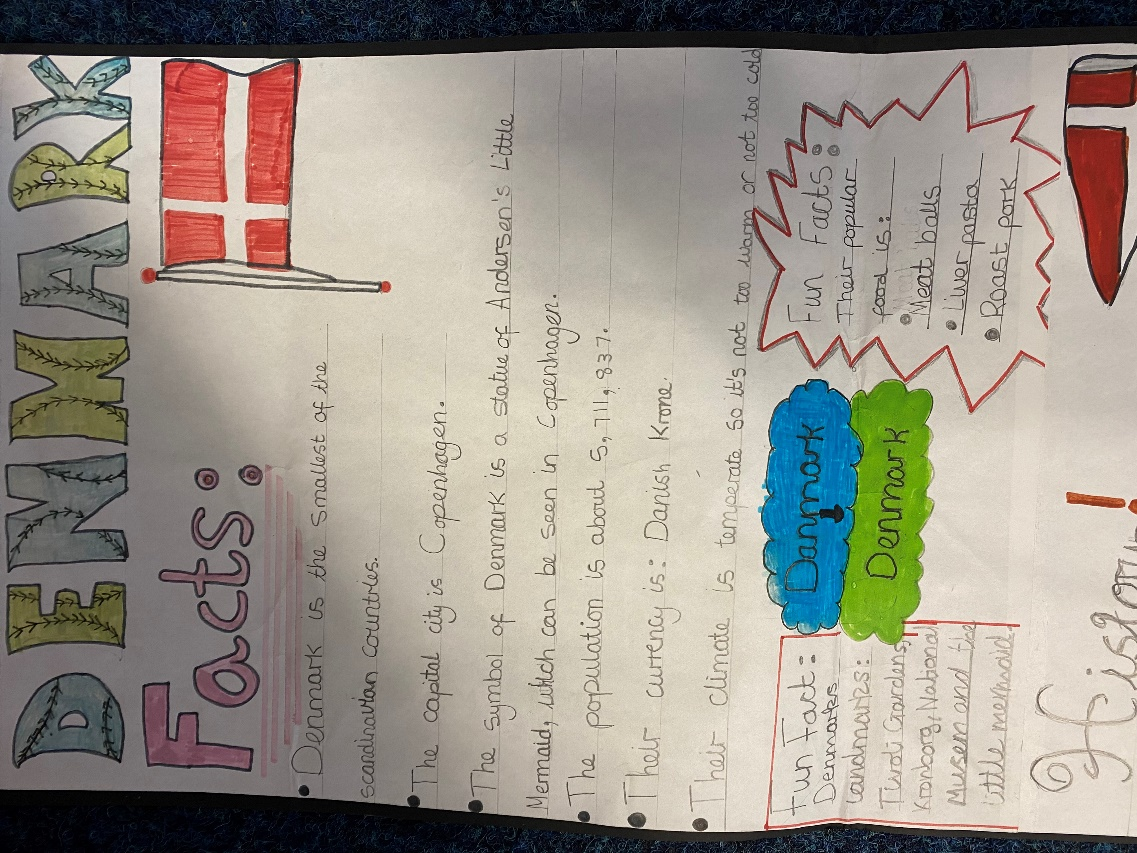 DENMARK
Facts:
• Denmark is the smallest of the
scandinavian countries.
• The capital city is Copenhagen.
• The symbol of Denmark is a statue of Andersen's Little
Mermaid, which can be seen in Copenhagen.
• The population is about 5,711,837.
• Their currency is: Danish Krone.
• Their climate is temperate so it's not too warm or not too cold
Fun Fact:
Denmarks
landmarks:
Tivoli Gardens,
Kronborg, National
Museum and the
little mermaid.
Danmark
Denmark
Fun Facts:
Their popular
food is:
• Meat balls
• Liver pasta
• Roast pork
History